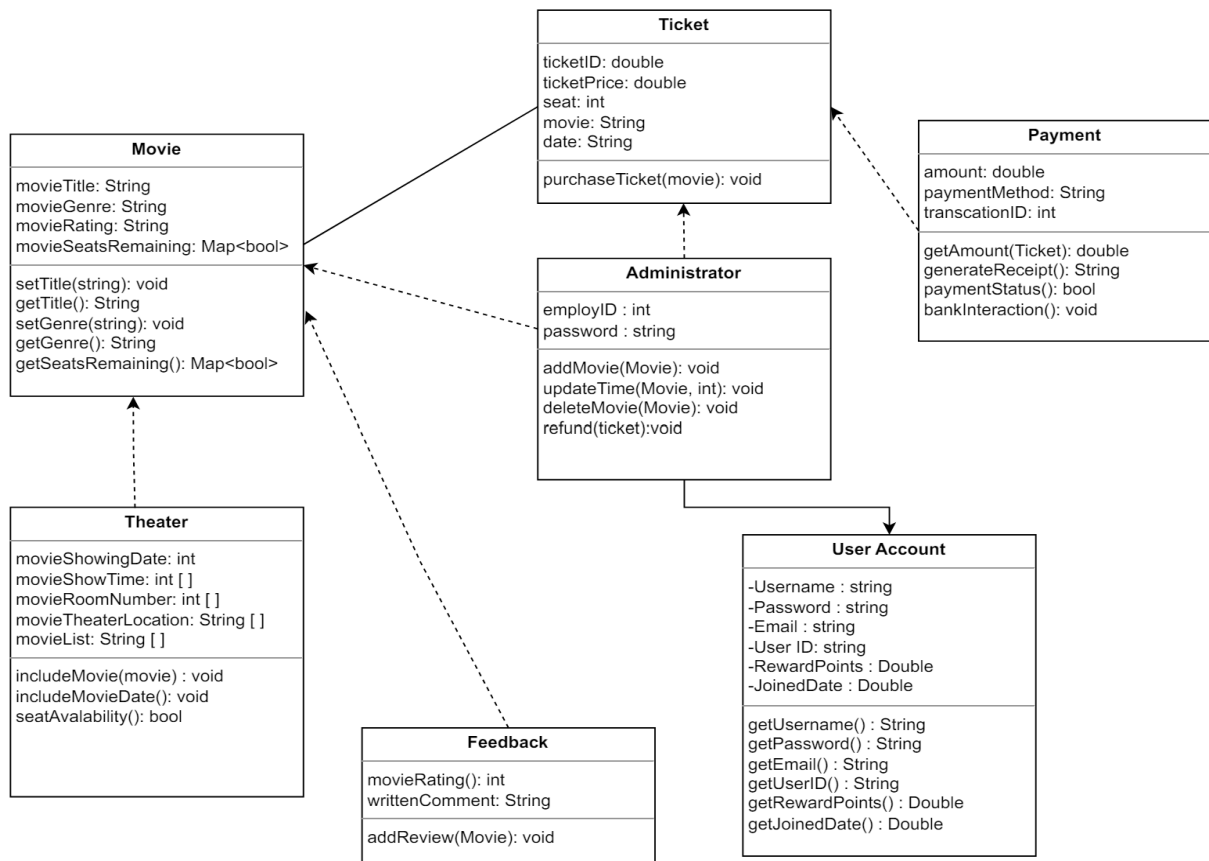 Ticket
ticketID: double
ticketPrice: double
seat: int
movie: String
date: String
purchaseTicket(movie): void
Movie
movieTitle: String
movieGenre: String
movieRating: String
movieSeatsRemaining: Map<bool>
setTitle(string): void
getTitle(): String
setGenre(string): void
getGenre(): String
getSeatsRemaining(): Map<bool>
Payment
amount: double
paymentMethod: String
transcationID: int
getAmount(Ticket): double
generateReceipt(): String
paymentStatus(): bool
bankInteraction(): void
Administrator
employID : int
password : string
addMovie(Movie): void
updateTime(Movie, int): void
deleteMovie(Movie): void
refund(ticket):void
Theater
movieShowingDate: int
movieShowTime: int [ ]
movieRoomNumber: int [ ]
movieTheaterLocation: String [ ]
movieList: String [ ]
includeMovie(movie) : void
includeMovieDate(): void
seatAvalability(): bool
User Account
-Username : string
-Password : string
-Email : string
-User ID: string
-RewardPoints : Double
-JoinedDate : Double
getUsername() : String
getPassword() : String
getEmail() : String
getUserID() : String
getRewardPoints() : Double
getJoinedDate() : Double
Feedback
movieRating(): int
writtenComment: String
addReview(Movie): void